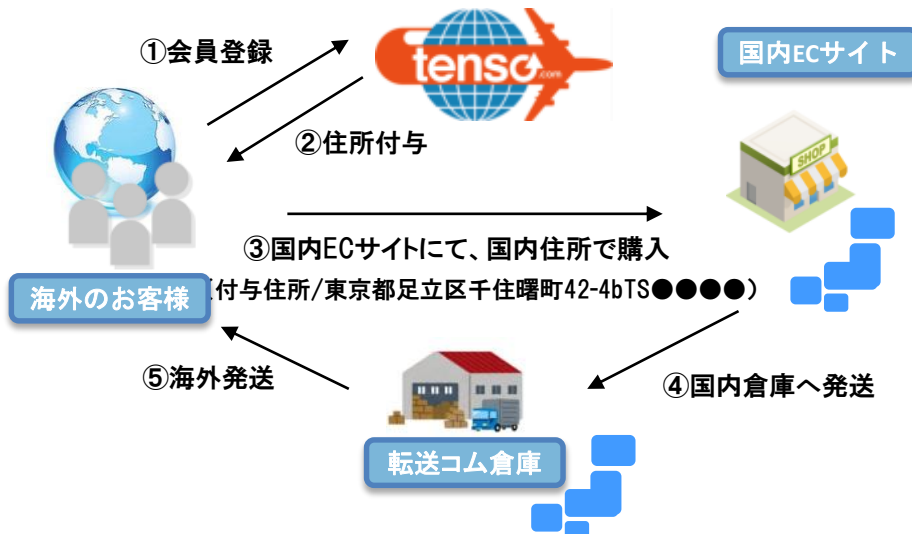 ①会員登録
tenso.com
国内ECサイト
②住所付与
SHOP
③国内ECサイトにて、国内住所で購入
海外のお客様
付与住所/東京都足立区千住曙町42-4bTS●●●●)
⑤海外発送
④国内倉庫へ発送
転送コム倉庫